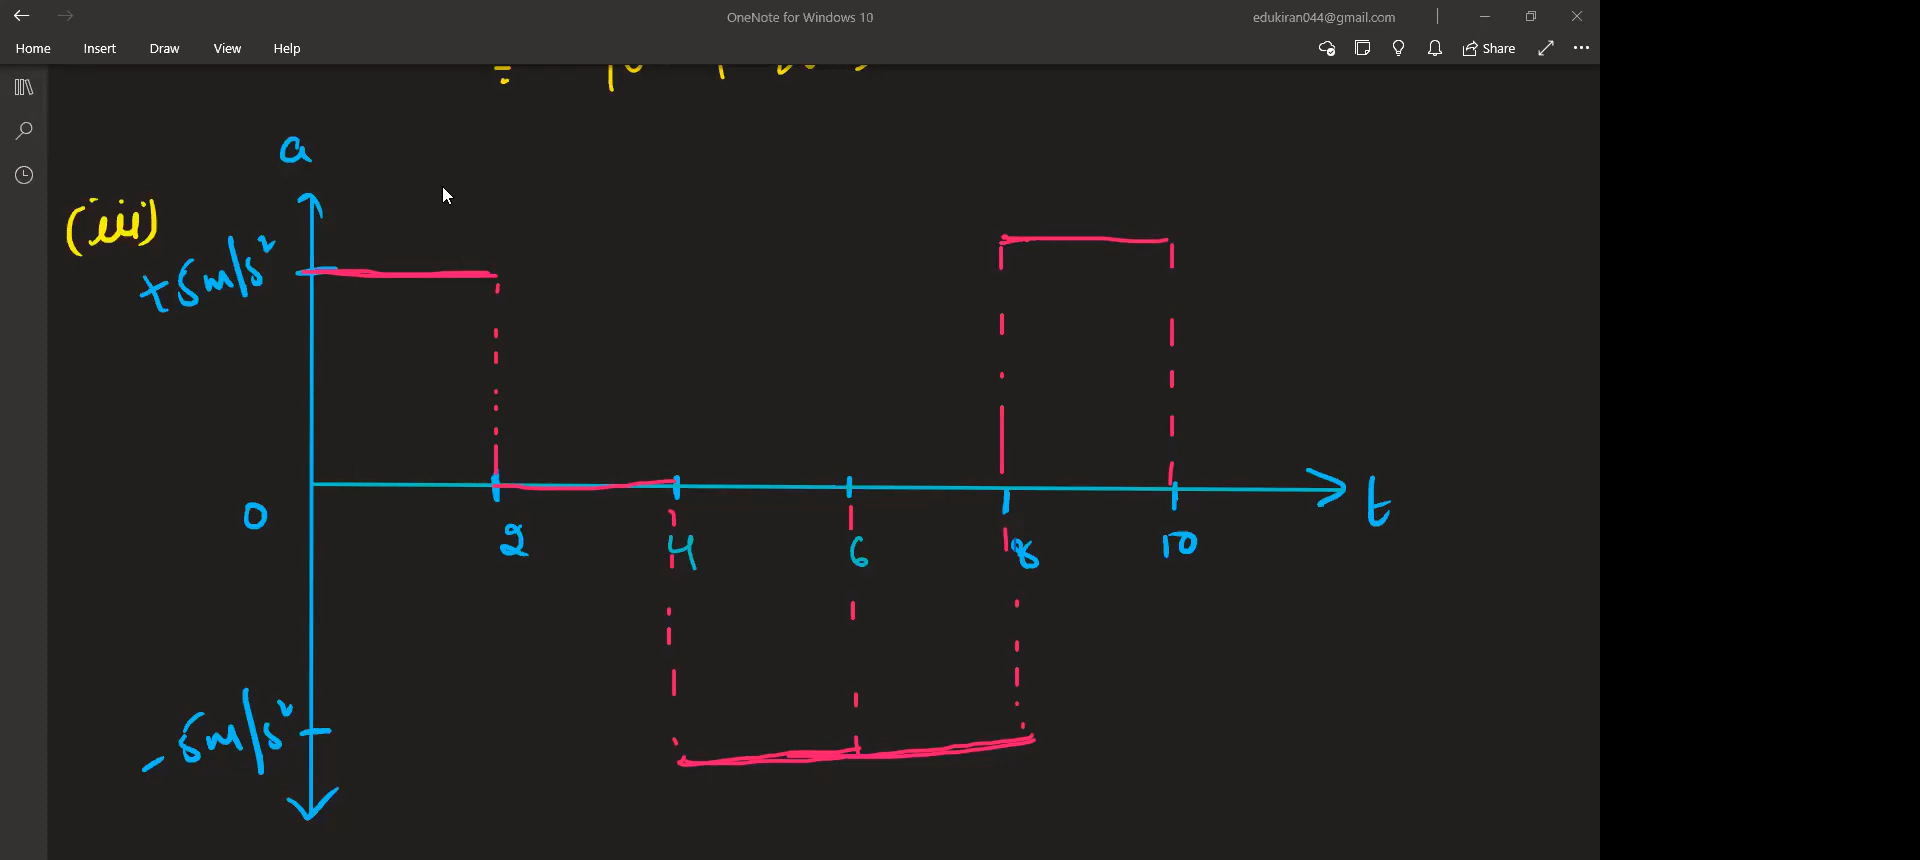 OneNote for Windows 10
edukiran044@gmail.com
Home Insert Draw View Help
Share
a
(iii)
+5m/s²
0
2 4 6 8 10
t
-5m/s²